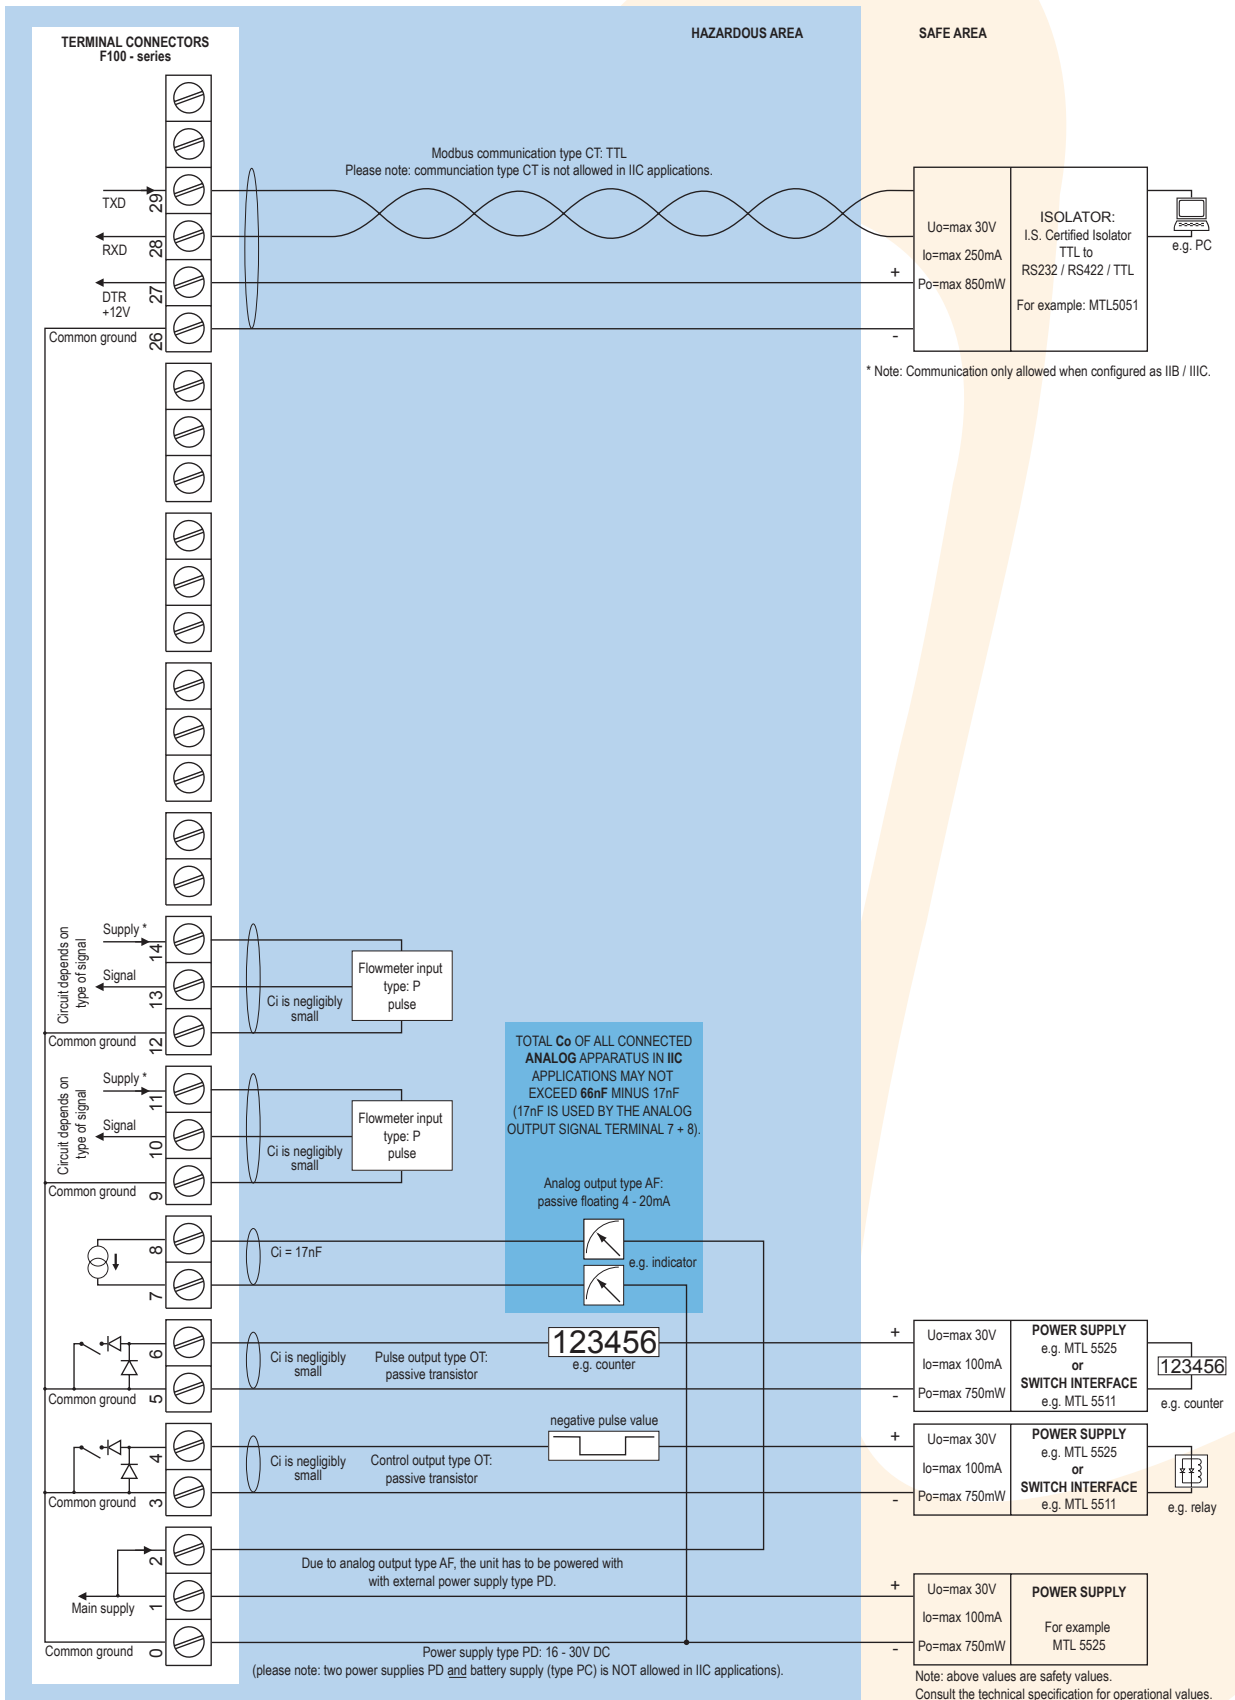 TERMINAL CONNECTORS
F100 - series
HAZARDOUS AREA
SAFE AREA
Modbus communication type CT: TTL
Please note: communciation type CT is not allowed in IIC applications.
TXD
29
RXD
28
DTR
+12V
27
Common ground
26
+
-
Uo=max 30V
Io=max 250mA
Po=max 850mW
ISOLATOR:
I.S. Certified Isolator
TTL to
RS232 / RS422 / TTL
For example: MTL5051
e.g. PC
* Note: Communication only allowed when configured as IIB / IIIC.
Circuit depends on
type of signal
Supply *
14
Signal
13
Common ground
12
Ci is negligibly
small
Flowmeter input
type: P
pulse
Circuit depends on
type of signal
Supply *
11
Signal
10
Common ground
9
Ci is negligibly
small
Flowmeter input
type: P
pulse
TOTAL Co OF ALL CONNECTED
ANALOG APPARATUS IN IIC
APPLICATIONS MAY NOT
EXCEED 66nF MINUS 17nF
(17nF IS USED BY THE ANALOG
OUTPUT SIGNAL TERMINAL 7 + 8).
Analog output type AF:
passive floating 4 - 20mA
8
Ci = 17nF
e.g. indicator
7
6
Ci is negligibly
small
Pulse output type OT:
passive transistor
123456
e.g. counter
Common ground
5
+
-
Uo=max 30V
Io=max 100mA
Po=max 750mW
POWER SUPPLY
e.g. MTL 5525
or
SWITCH INTERFACE
e.g. MTL 5511
123456
e.g. counter
4
Ci is negligibly
small
Control output type OT:
passive transistor
negative pulse value
Common ground
3
+
-
Uo=max 30V
Io=max 100mA
Po=max 750mW
POWER SUPPLY
e.g. MTL 5525
or
SWITCH INTERFACE
e.g. MTL 5511
e.g. relay
2
Due to analog output type AF, the unit has to be powered with
with external power supply type PD.
Main supply
1
Common ground
0
Power supply type PD: 16 - 30V DC
(please note: two power supplies PD and battery supply (type PC) is NOT allowed in IIC applications).
+
-
Uo=max 30V
Io=max 100mA
Po=max 750mW
POWER SUPPLY
For example
MTL 5525
Note: above values are safety values.
Consult the technical specification for operational values.